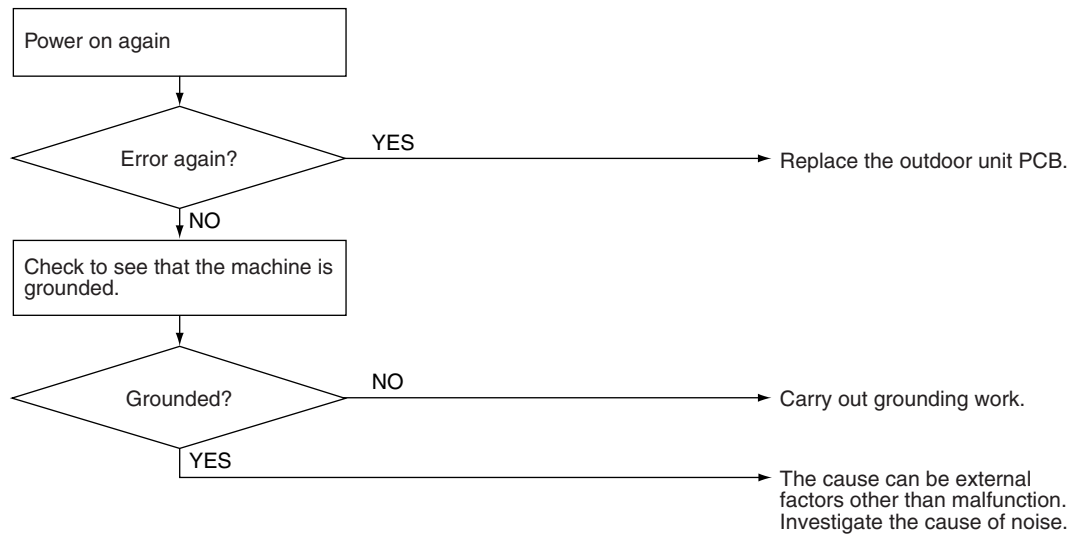 Power on again
Error again?
YES
Replace the outdoor unit PCB.
NO
Check to see that the machine is
grounded.
Grounded?
NO
Carry out grounding work.
YES
The cause can be external
factors other than malfunction.
Investigate the cause of noise.